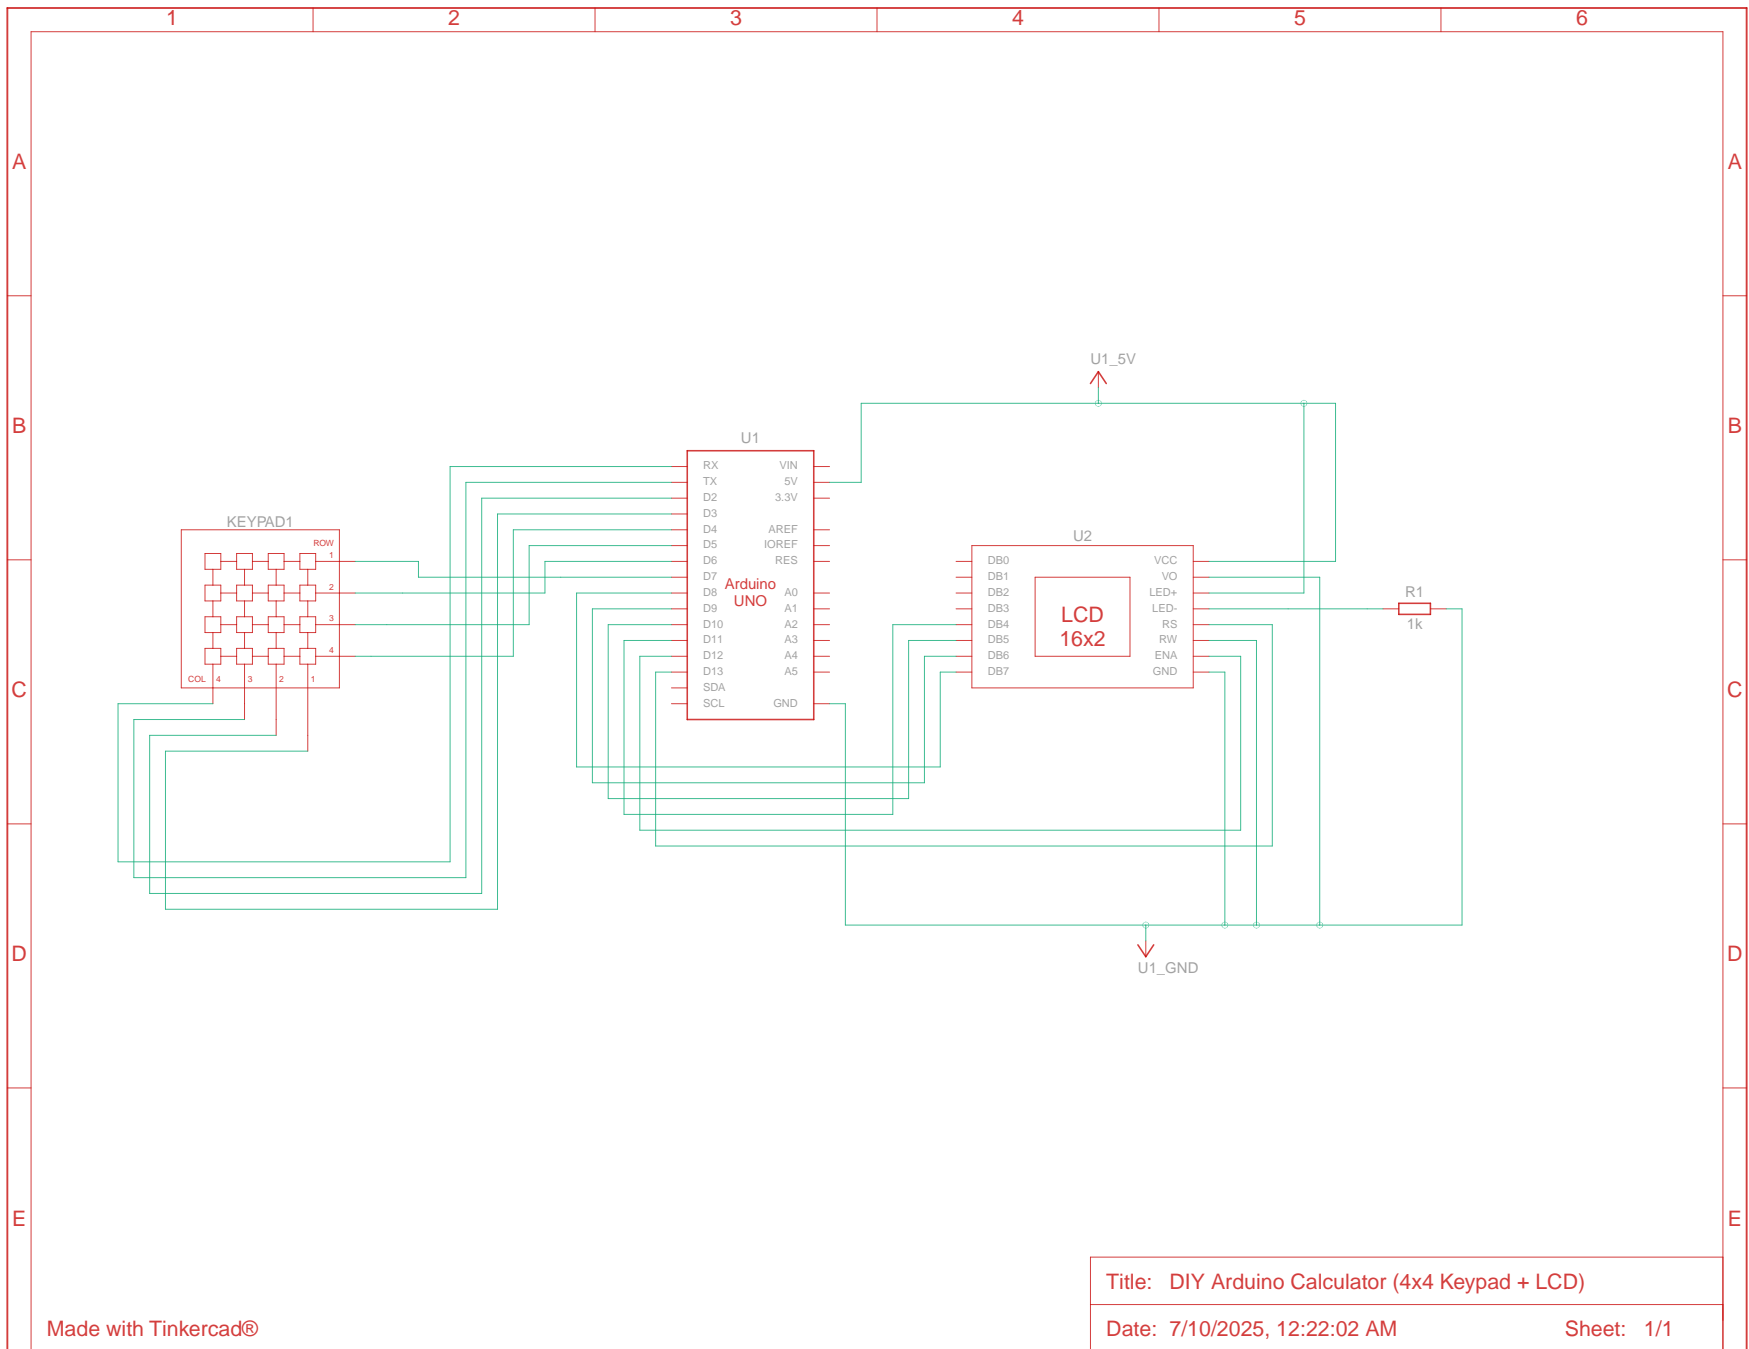 1 2 3 4 5 6
A A
B B
C C
D D
E E
U1_5V
U1
RX VIN
TX 5V
D2 3.3V
D3
D4 AREF
D5 IOREF
D6 RES
D7
D8 A0
D9 A1
D10 A2
D11 A3
D12 A4
D13 A5
SDA
SCL GND
Arduino
UNO
KEYPAD1
ROW
1
2
3
4
COL 4 3 2 1
U2
DB0 VCC
DB1 VO
DB2 LED+
DB3 LED-
DB4 RS
DB5 RW
DB6 ENA
DB7 GND
LCD
16x2
R1
1k
U1_GND
Title: DIY Arduino Calculator (4x4 Keypad + LCD)
Made with Tinkercad®
Date: 7/10/2025, 12:22:02 AM Sheet: 1/1